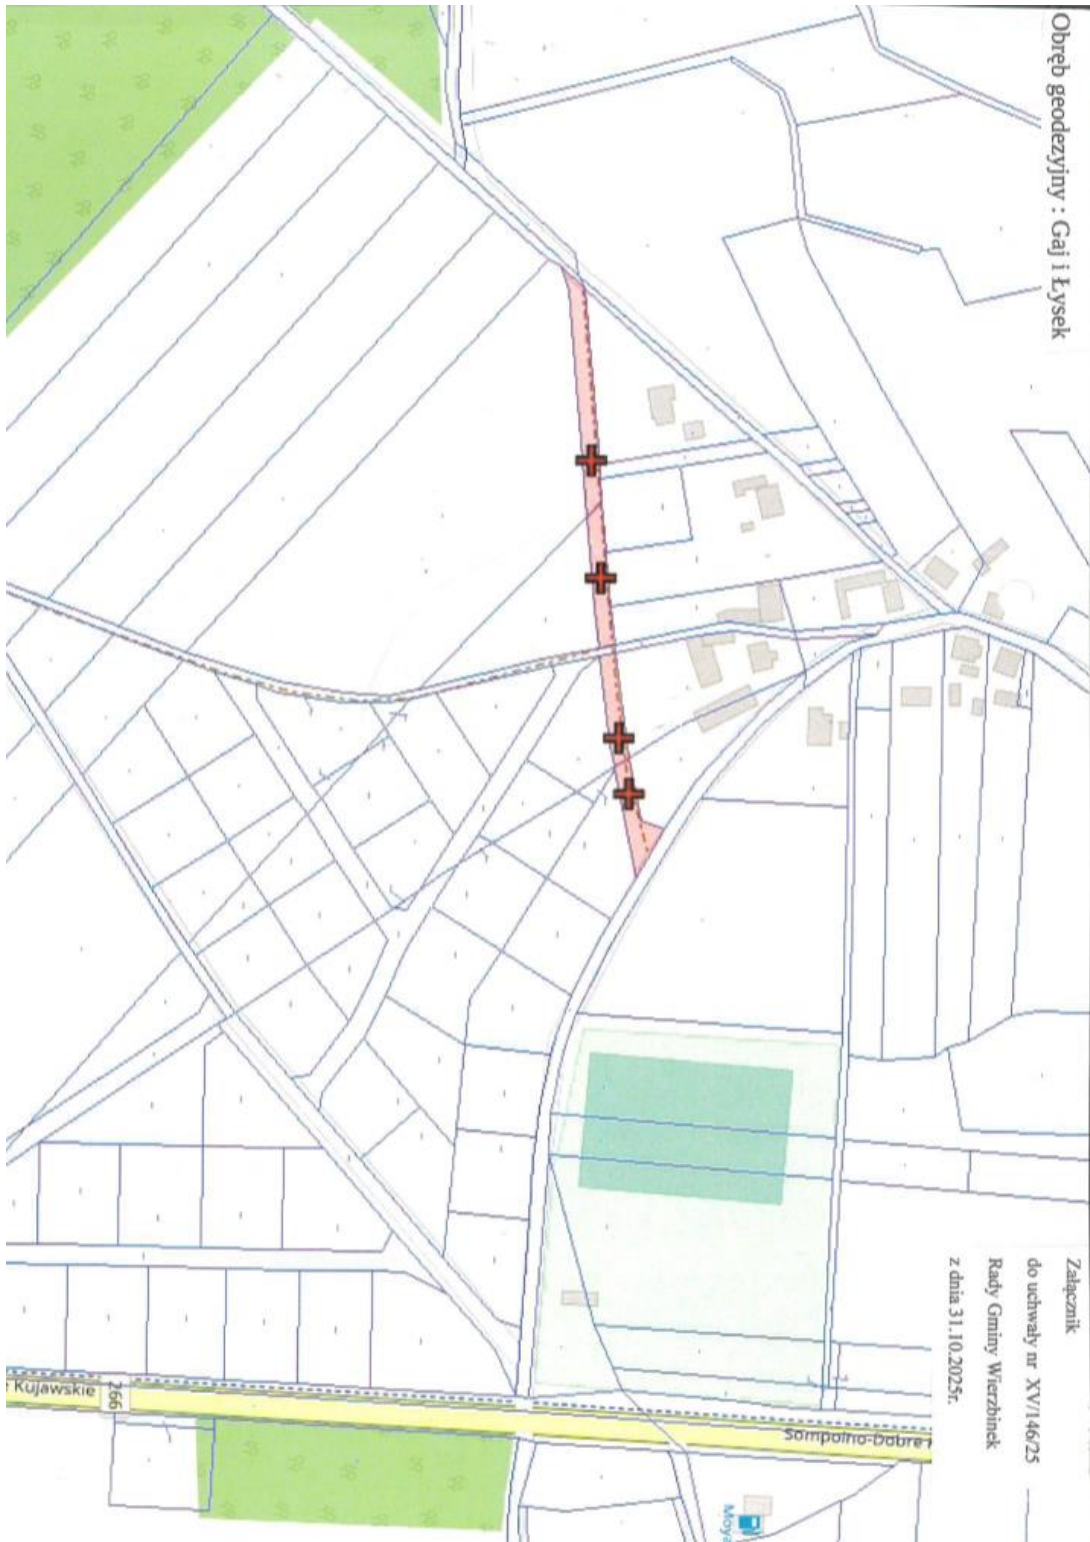 Załącznik
do uchwały nr XV/146/25
Rady Gminy Wierzbinek
z dnia 31.10.2025r.
Obręb geodezyjny : Gaj i Łysek
Sompolno-Dobre
Kujawskie
266
Moya